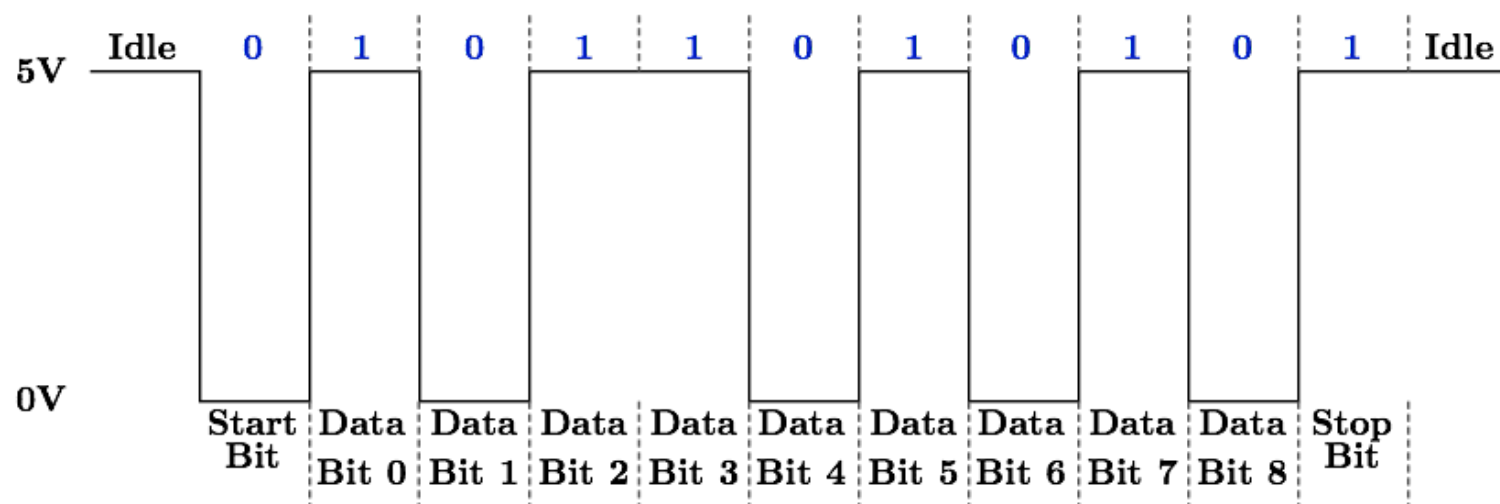 Idle 0 1 0 1 1 0 1 0 1 0 1 Idle
5V
0V
Start Data Data Data Data Data Data Data Data Data Stop
Bit Bit 0 Bit 1 Bit 2 Bit 3 Bit 4 Bit 5 Bit 6 Bit 7 Bit 8 Bit